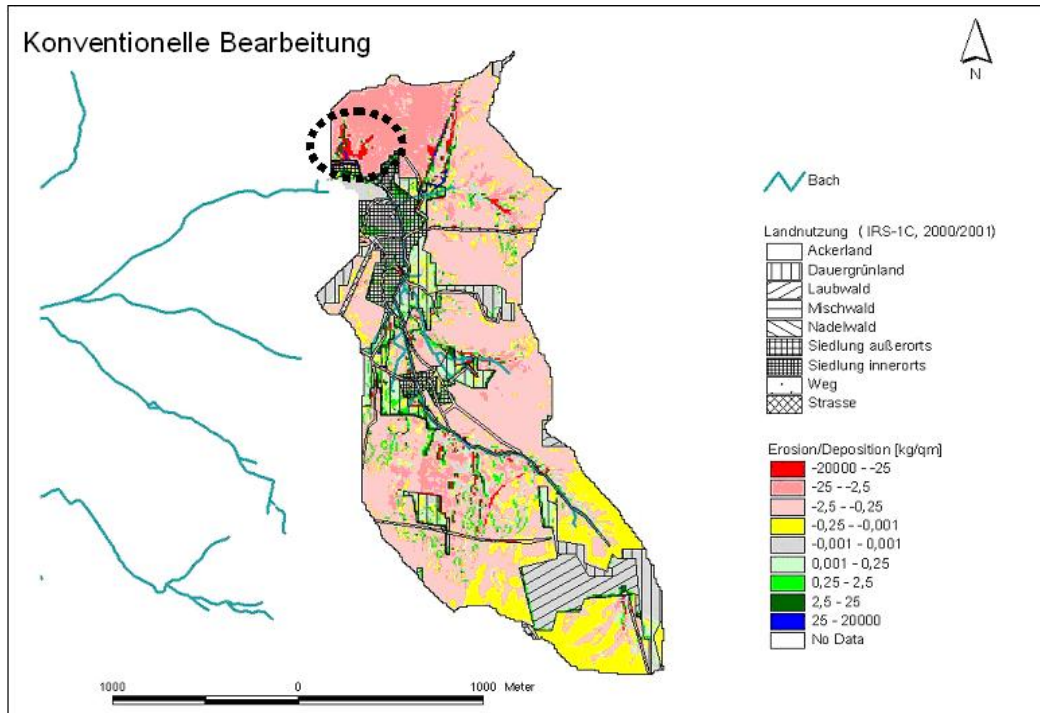 Konventionelle Bearbeitung
N
Bach
Landnutzung ( IRS-1C, 2000/2001)
Ackerland
Dauergrünland
Laubwald
Mischwald
Nadelwald
Siedlung außerorts
Siedlung innerorts
Weg
Strasse
Erosion/Deposition [kg/qm]
-20000 - -25
-25 - -2,5
-2,5 - -0,25
-0,25 - -0,001
-0,001 - 0,001
0,001 - 0,25
0,25 - 2,5
2,5 - 25
25 - 20000
No Data
1000 0 1000 Meter